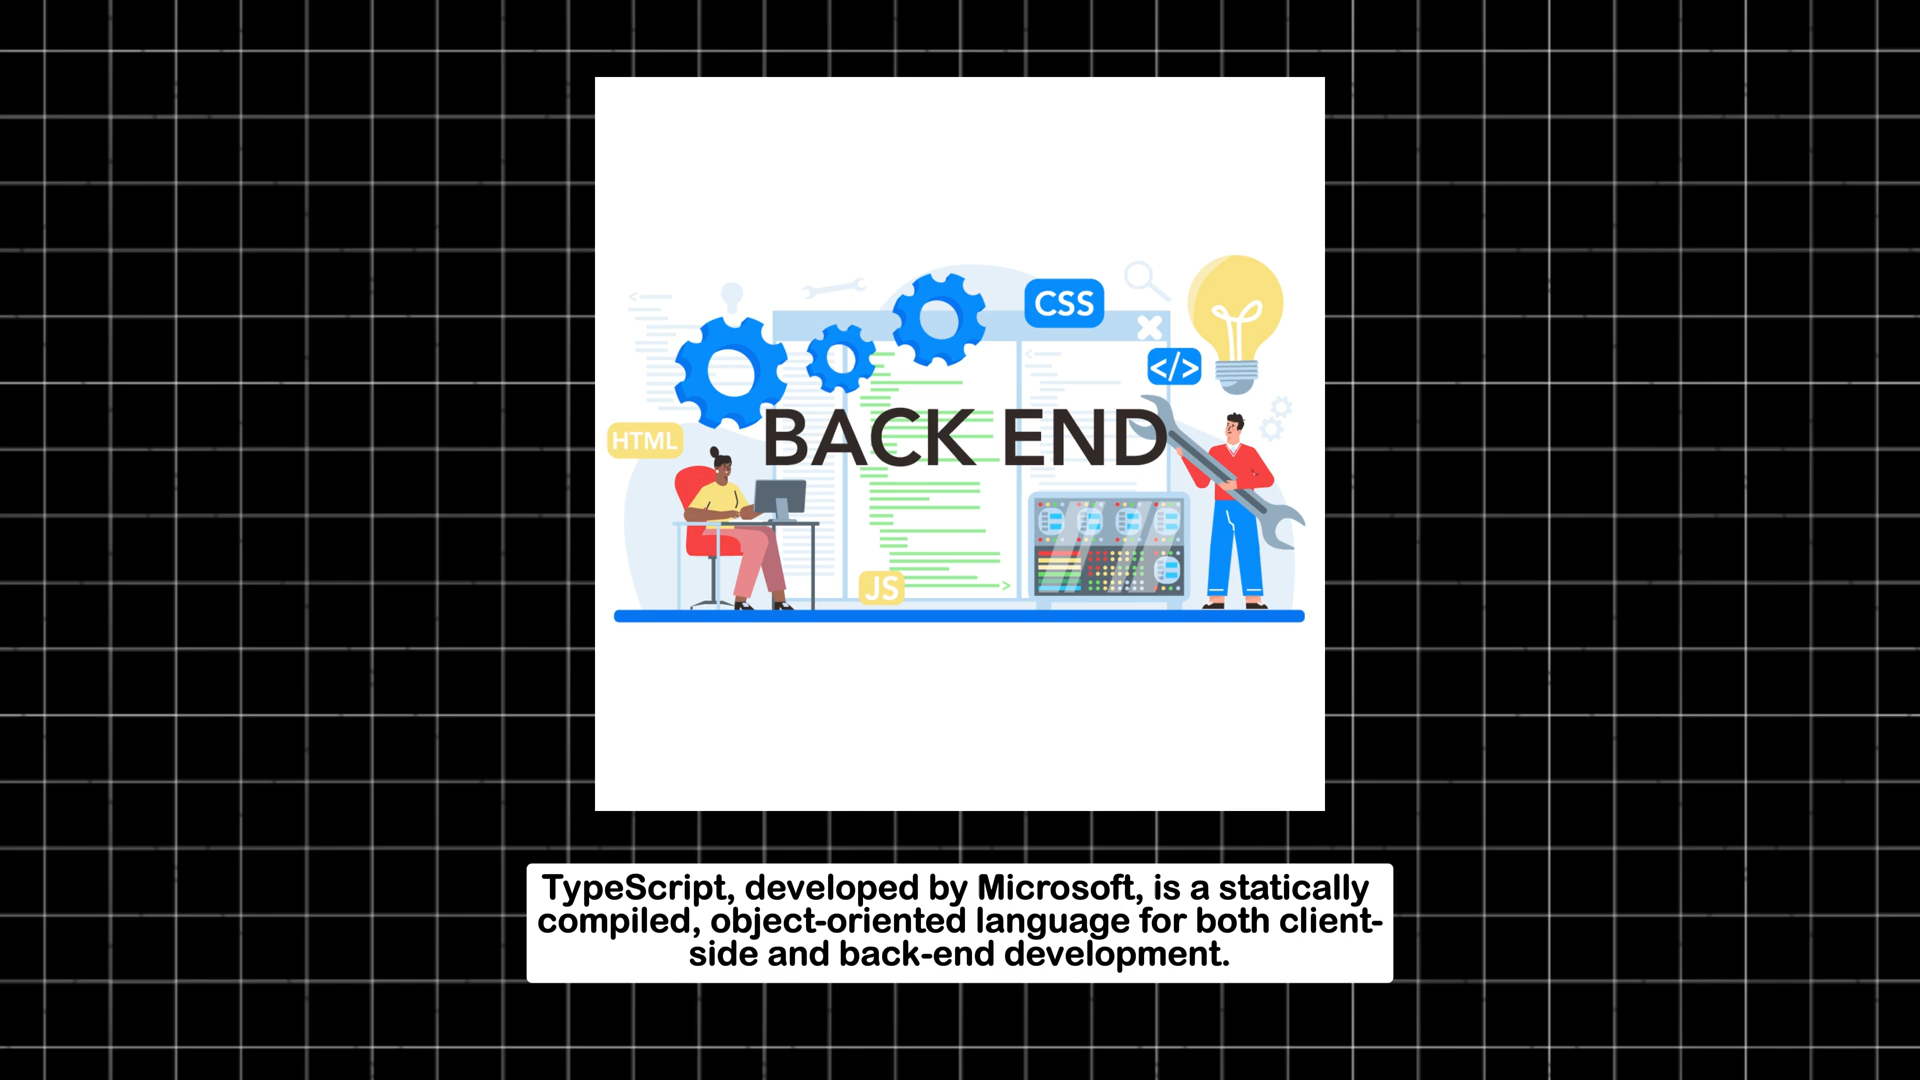 CSS
</>
BACK END
HTML
JS
TypeScript, developed by Microsoft, is a statically
compiled, object-oriented language for both client-
side and back-end development.